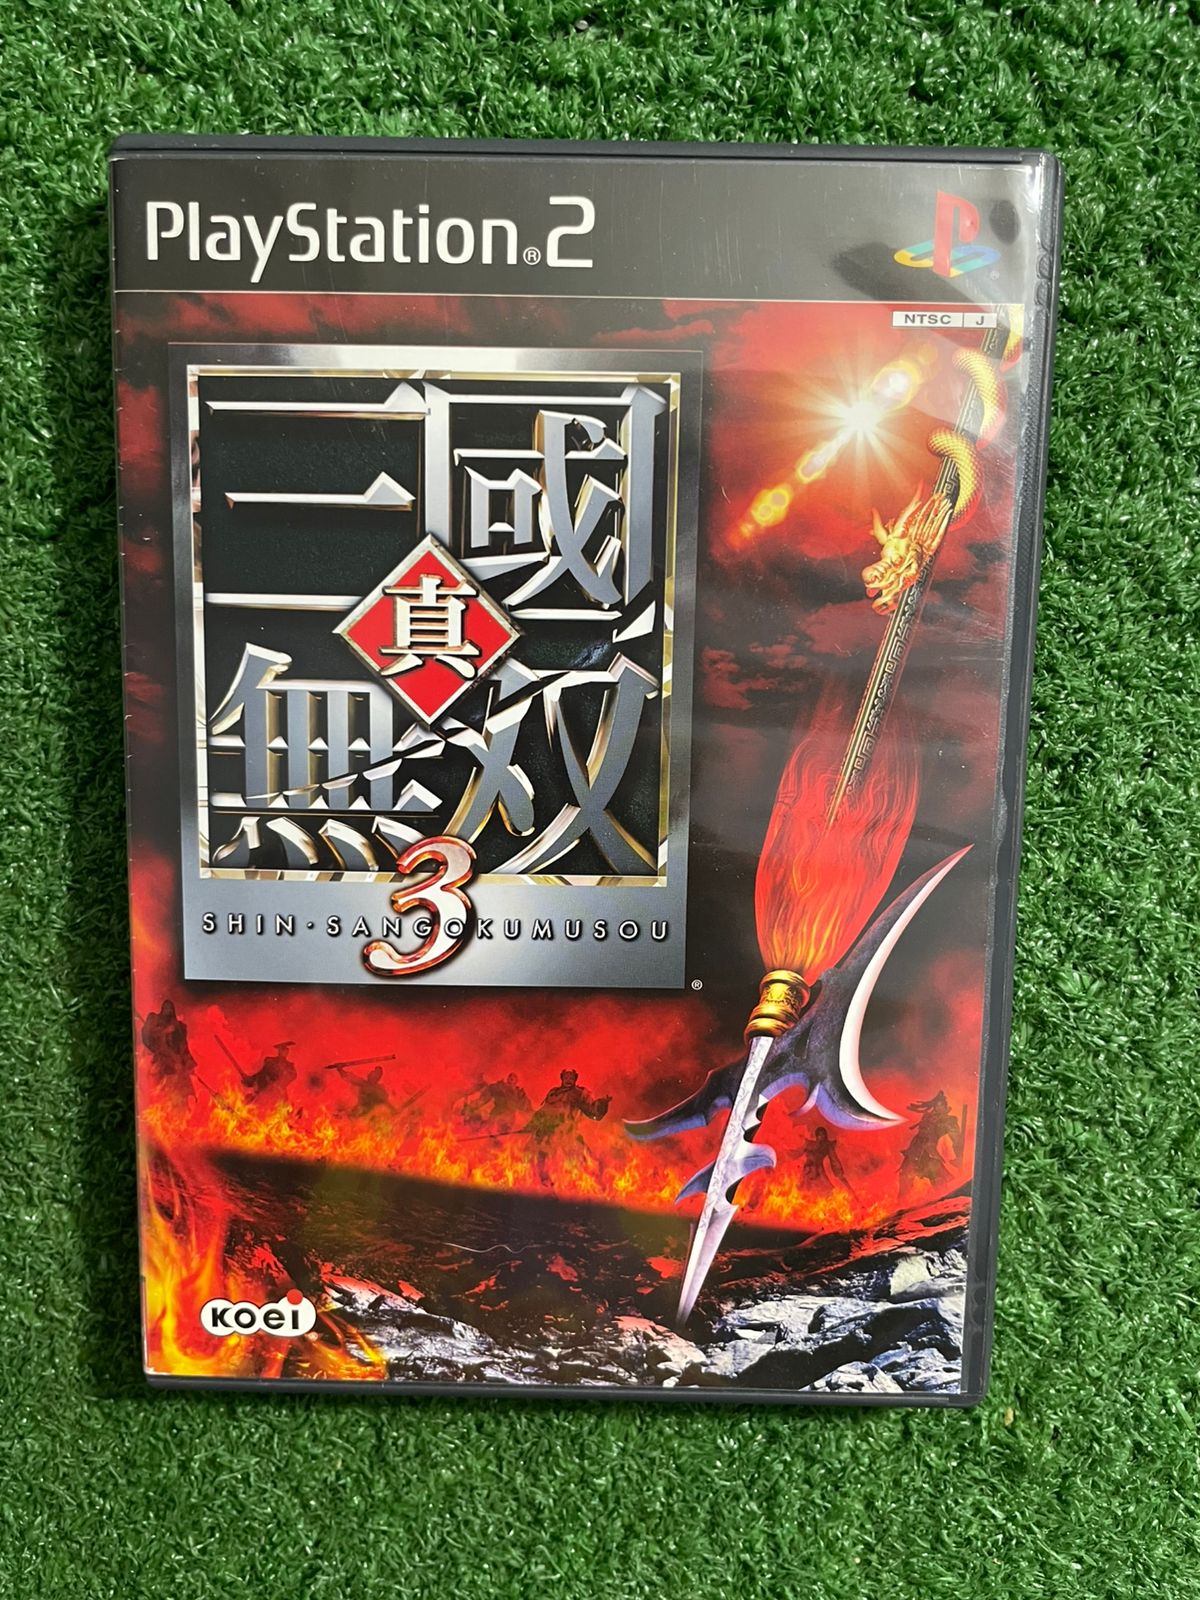 PlayStation®2
NTSC J
三國
真
無双
3
SHIN·SANGOKUMUSOU
®
KOEI